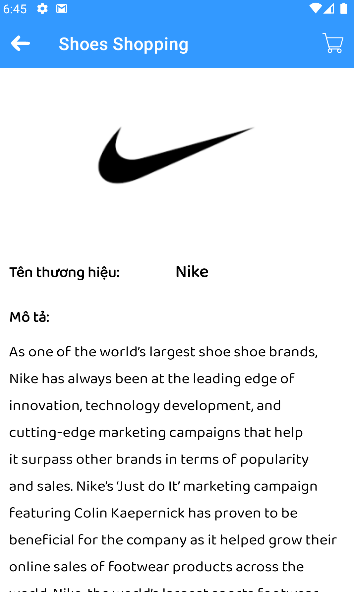 6:45
Shoes Shopping
Tên thương hiệu: Nike
Mô tả:
As one of the world's largest shoe shoe brands,
Nike has always been at the leading edge of
innovation, technology development, and
cutting-edge marketing campaigns that help
it surpass other brands in terms of popularity
and sales. Nike's 'Just do It' marketing campaign
featuring Colin Kaepernick has proven to be
beneficial for the company as it helped grow their
online sales of footwear products across the